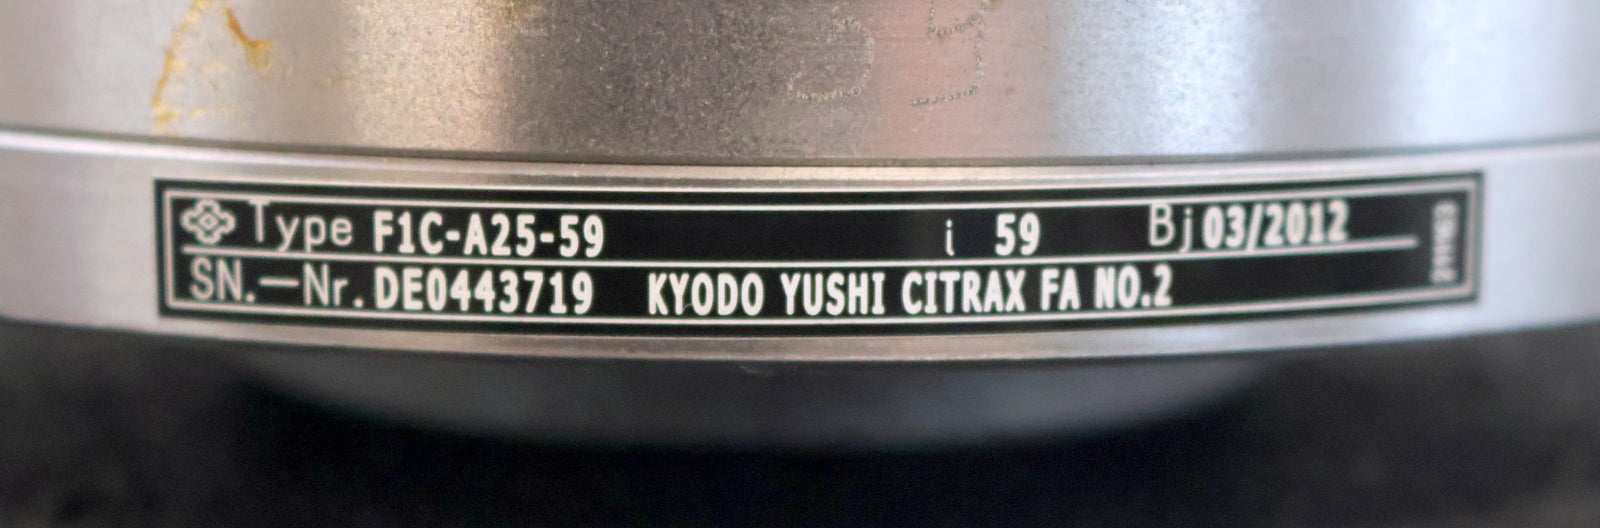 Type F1C-A25-59 i 59 Bj 03/2012
SN.-Nr. DE0443719 KYODO YUSHI CITRAX FA NO.2